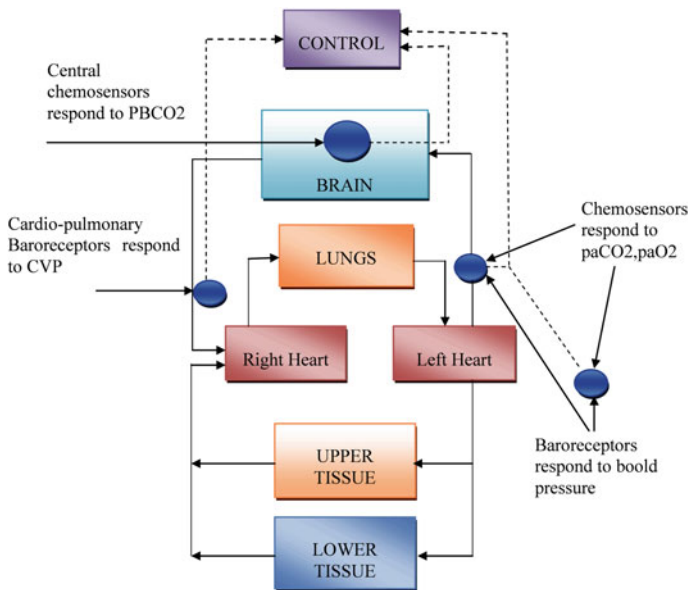 CONTROL
Central
chemosensors
respond to PBCO2
BRAIN
Cardio-pulmonary
Baroreceptors respond
to CVP
LUNGS
Chemosensors
respond to
paCO2,paO2
Right Heart
Left Heart
UPPER
TISSUE
Baroreceptors
respond to boold
pressure
LOWER
TISSUE